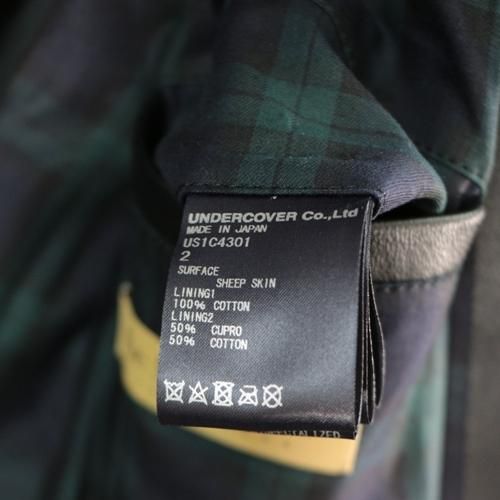 UNDERCOVER Co.,Ltd
MADE IN JAPAN
US1C4301
2
SURFACE
SHEEP SKIN
LINING1
100% COTTON
LINING2
50% CUPRO
50% COTTON